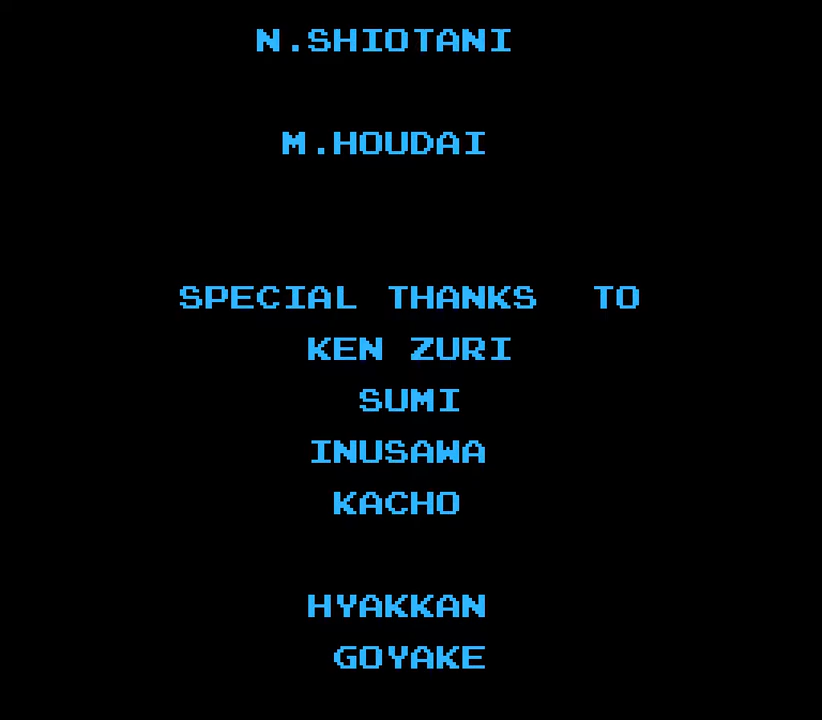 N.SHIOTANI
M.HOUDAI
SPECIAL THANKS TO
KEN ZURI
SUMI
INUSAWA
KACHO
HYAKKAN
GOYAKE